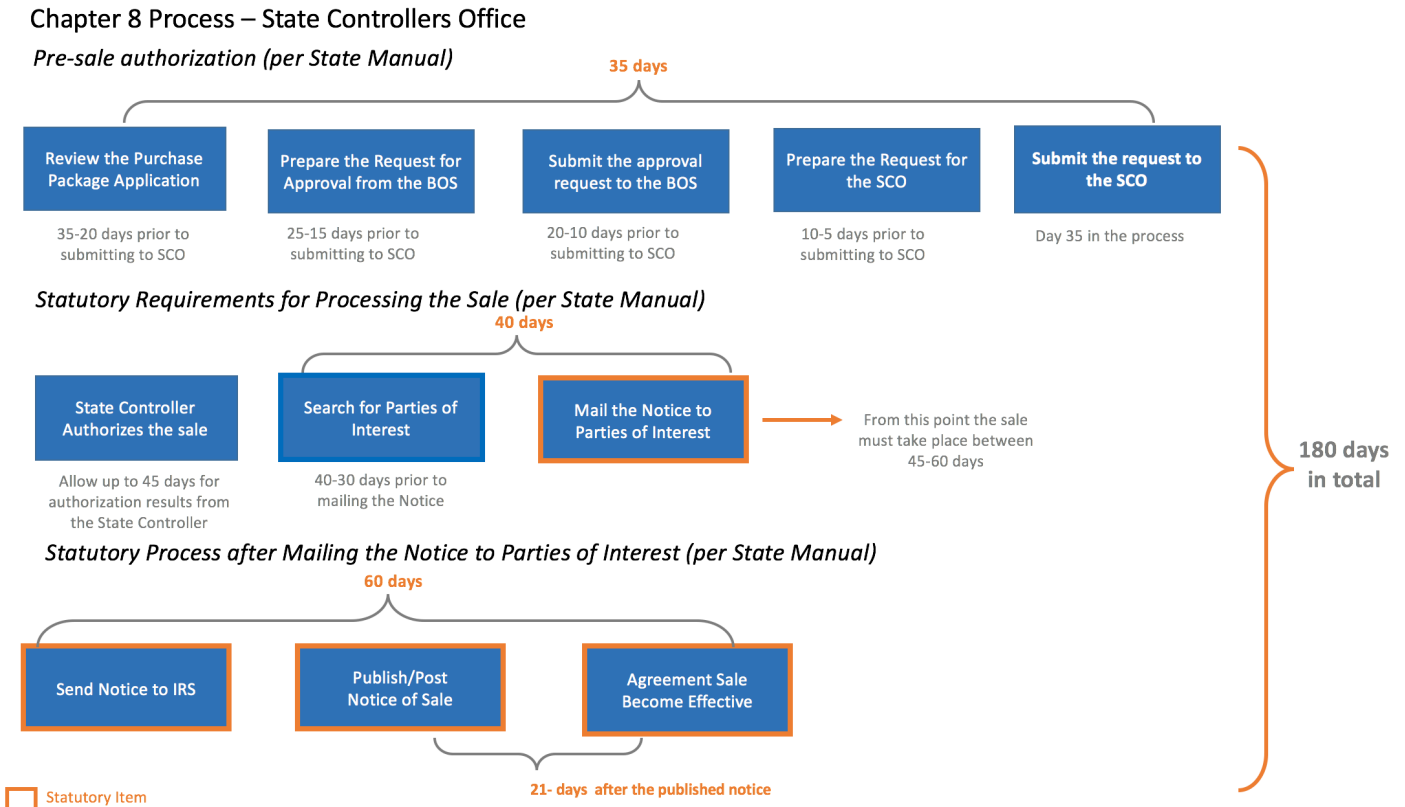 Chapter 8 Process – State Controllers Office
Pre-sale authorization (per State Manual)
35 days
Review the Purchase
Package Application
Prepare the Request for
Approval from the BOS
Submit the approval
request to the BOS
Prepare the Request for
the SCO
Submit the request to
the SCO
35-20 days prior to
submitting to SCO
25-15 days prior to
submitting to SCO
20-10 days prior to
submitting to SCO
10-5 days prior to
submitting to SCO
Day 35 in the process
Statutory Requirements for Processing the Sale (per State Manual)
40 days
State Controller
Authorizes the sale
Search for Parties of
Interest
Mail the Notice to
Parties of Interest
From this point the sale
must take place between
45-60 days
Allow up to 45 days for
authorization results from
the State Controller
40-30 days prior to
mailing the Notice
180 days
in total
Statutory Process after Mailing the Notice to Parties of Interest (per State Manual)
60 days
Send Notice to IRS
Publish/Post
Notice of Sale
Agreement Sale
Become Effective
21- days after the published notice
Statutory Item